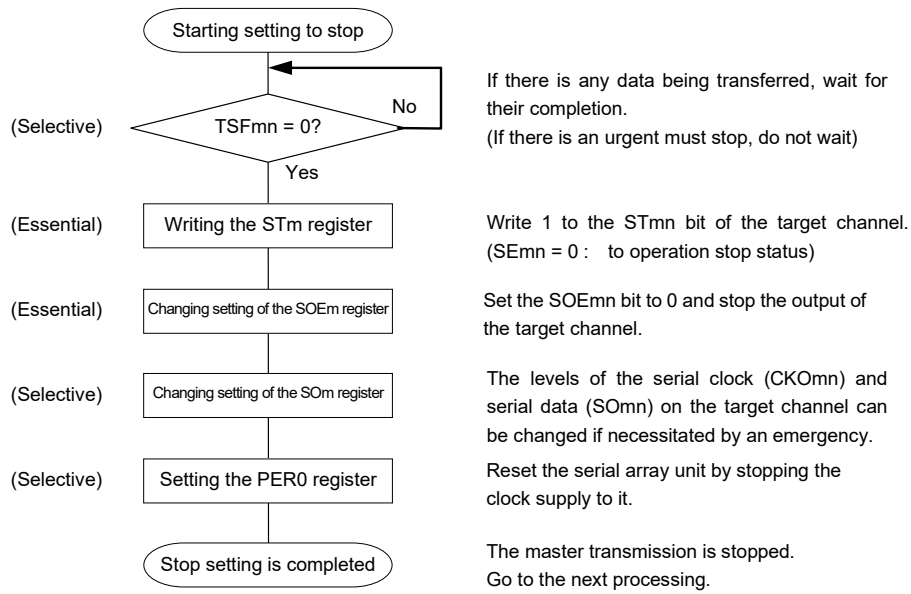 Starting setting to stop
No
(Selective)
TSFmn = 0?
If there is any data being transferred, wait for
their completion.
(If there is an urgent must stop, do not wait)
Yes
(Essential)
Writing the STm register
Write 1 to the STmn bit of the target channel.
(SEmn = 0 : to operation stop status)
(Essential)
Changing setting of the SOEm register
Set the SOEmn bit to 0 and stop the output of
the target channel.
(Selective)
Changing setting of the SOm register
The levels of the serial clock (CKOmn) and
serial data (SOmn) on the target channel can
be changed if necessitated by an emergency.
(Selective)
Setting the PER0 register
Reset the serial array unit by stopping the
clock supply to it.
Stop setting is completed
The master transmission is stopped.
Go to the next processing.